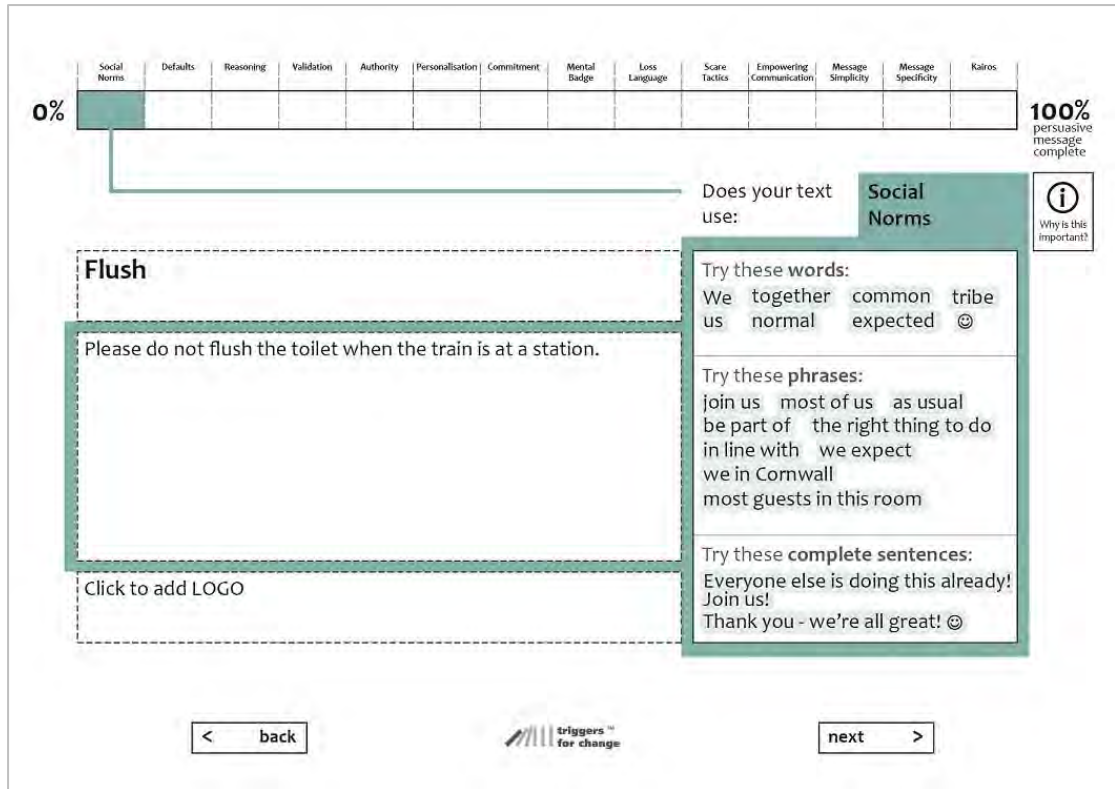 Social Norms
Defaults
Reasoning
Validation
Authority
Personalisation
Commitment
Mental Badge
Loss Language
Scare Tactics
Empowering Communication
Message Simplicity
Message Specificity
Kairos
0%
100%
persuasive
message
complete
Does your text
use:
Social
Norms
i
Why is this
important?
Flush
Please do not flush the toilet when the train is at a station.
Click to add LOGO
Try these words:
We together common tribe
us normal expected ☺
Try these phrases:
join us most of us as usual
be part of the right thing to do
in line with we expect
we in Cornwall
most guests in this room
Try these complete sentences:
Everyone else is doing this already!
Join us!
Thank you - we're all great! ☺
< back
triggers ™
for change
next >